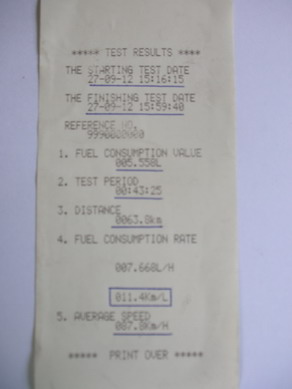 ***** TEST RESULTS ****
THE STARTING TEST DATE
27-09-12 15:16:15
THE FINISHING TEST DATE
27-09-12 15:59:40
REFERENCE NO.
9990000000
1. FUEL CONSUMPTION VALUE
005.558L
2. TEST PERIOD
00:43:25
3. DISTANCE
0063.8km
4. FUEL CONSUMPTION RATE
007.668L/H
011.4Km/L
5. AVERAGE SPEED
087.8Km/H
***** PRINT OVER *****